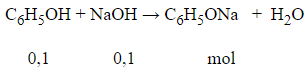 C₆H₅OH + NaOH → C₆H₅ONa + H₂O
0,1 0,1 mol